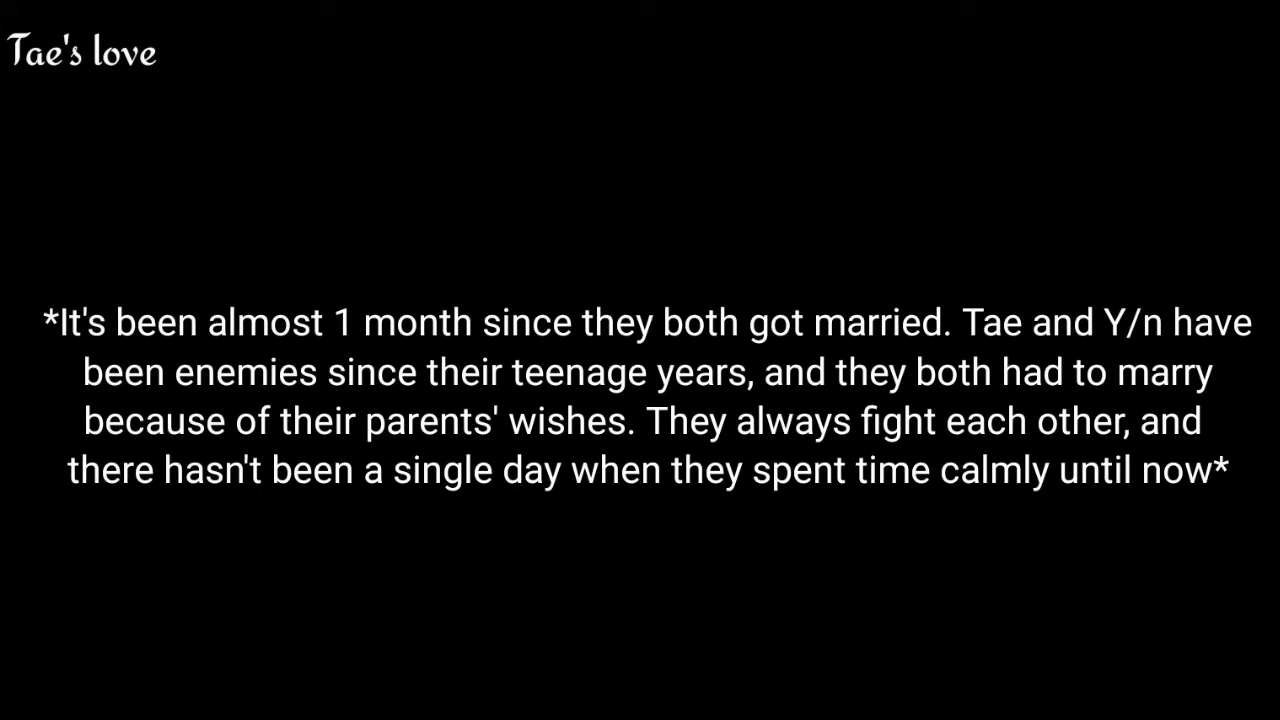 Tae's love
*It's been almost 1 month since they both got married. Tae and Y/n have
been enemies since their teenage years, and they both had to marry
because of their parents' wishes. They always fight each other, and
there hasn't been a single day when they spent time calmly until now*